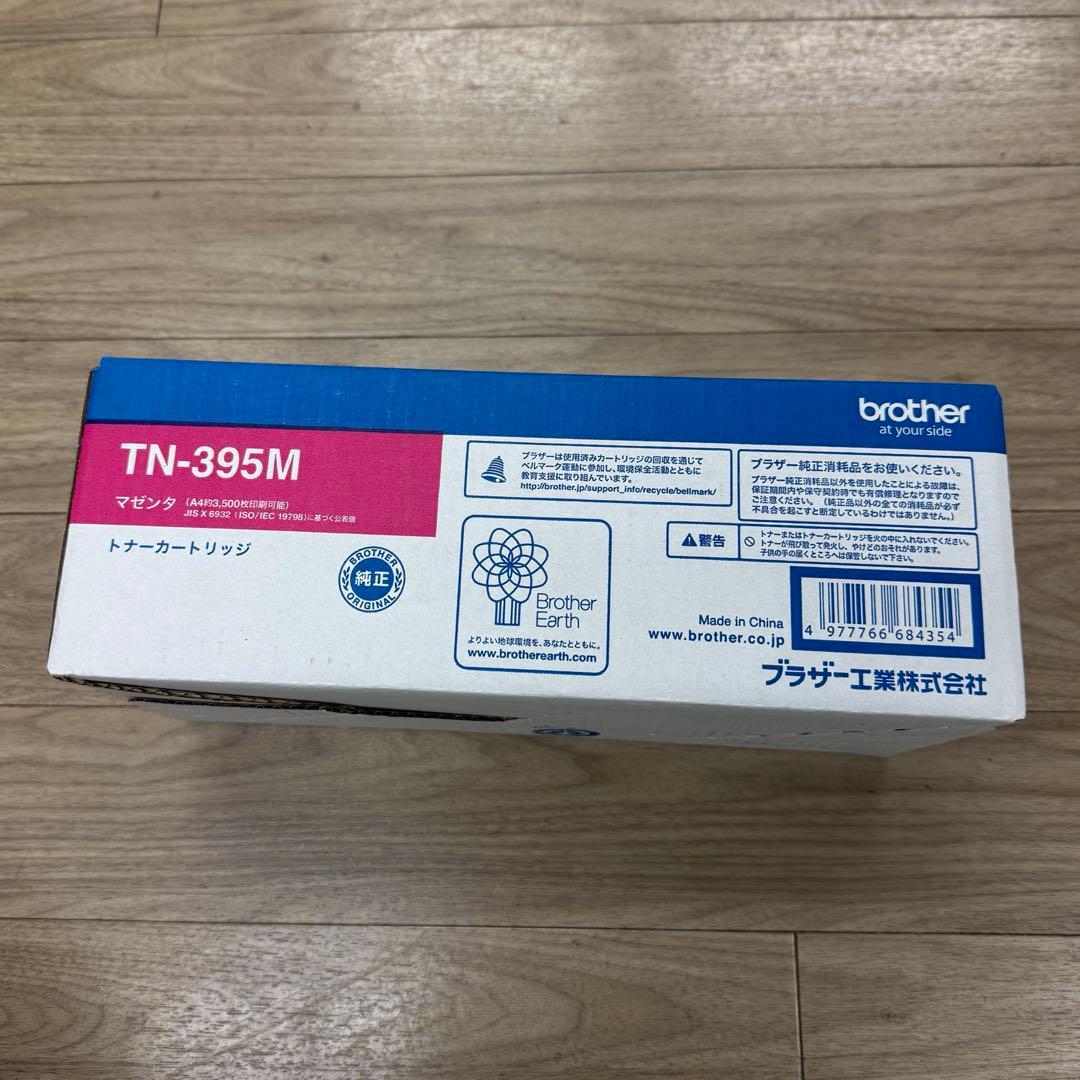 brother
at your side
TN-395M
マゼンタ (A4約3,500枚印刷可能)
JIS X 6932 (ISO/IEC 19798)に基づく公表値
トナーカートリッジ
BROTHER
純正
ORIGINAL
ブラザーは使用済みカートリッジの回収を通じて
ベルマーク運動に参加し、環境保全活動とともに
教育支援に取り組んでいます。
http://brother.jp/support_info/recycle/bellmark/
ブラザー純正消耗品をお使いください。
ブラザー純正消耗品以外を使用したことによる故障は、
保証期間内や保守契約時でも有償修理となりますので
ご注意ください。(純正品以外の全ての消耗品が必ず
不具合を起こすと断定しているわけではありません。)
警告
トナーまたはトナーカートリッジを火の中に入れないでください。
トナーが飛び散って発火し、やけどのおそれがあります。
子供の手の届くところへは保管しないで下さい。
Brother
Earth
よりよい地球環境を、あなたとともに。
www.brotherearth.com
Made in China
www.brother.co.jp
4 977766 684354
ブラザー工業株式会社